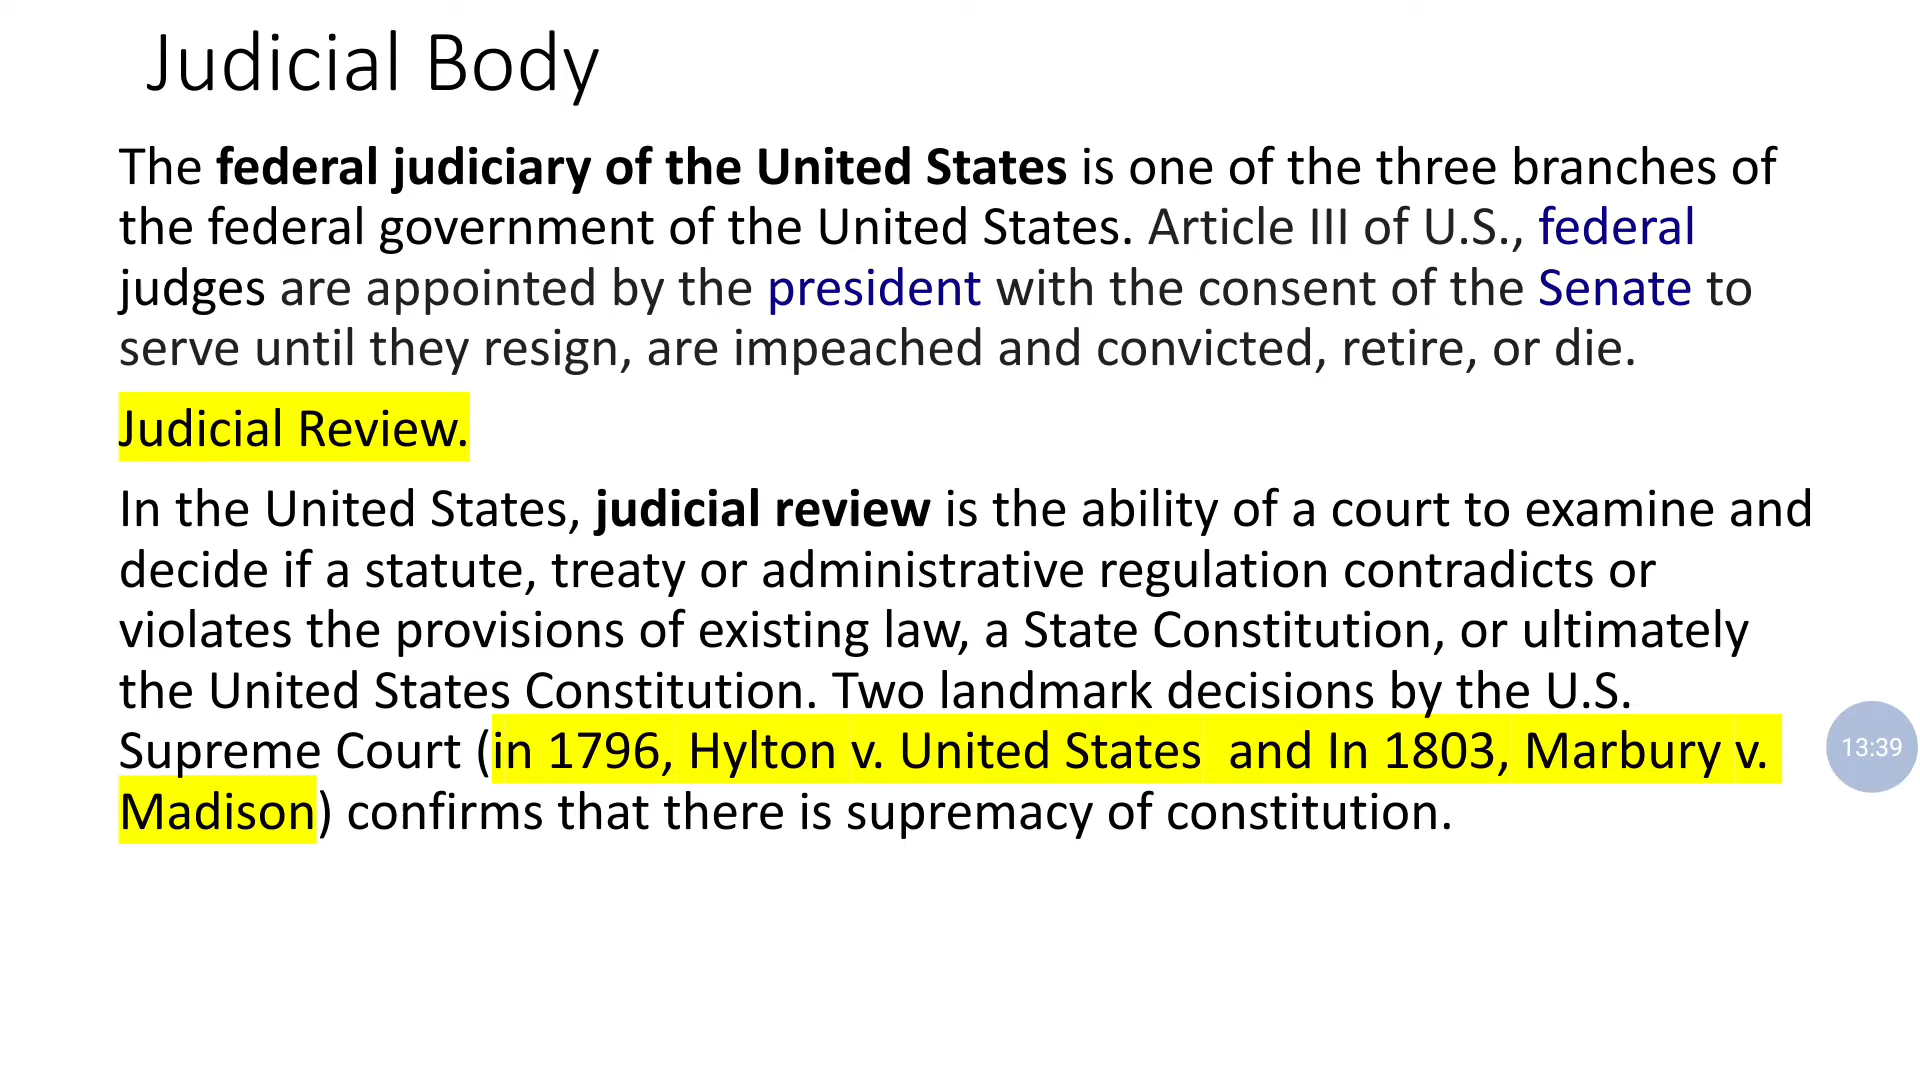 Judicial Body
The federal judiciary of the United States is one of the three branches of
the federal government of the United States. Article III of U.S., federal
judges are appointed by the president with the consent of the Senate to
serve until they resign, are impeached and convicted, retire, or die.
Judicial Review.
In the United States, judicial review is the ability of a court to examine and
decide if a statute, treaty or administrative regulation contradicts or
violates the provisions of existing law, a State Constitution, or ultimately
the United States Constitution. Two landmark decisions by the U.S.
Supreme Court (in 1796, Hylton v. United States and In 1803, Marbury v.
Madison) confirms that there is supremacy of constitution.
13:39